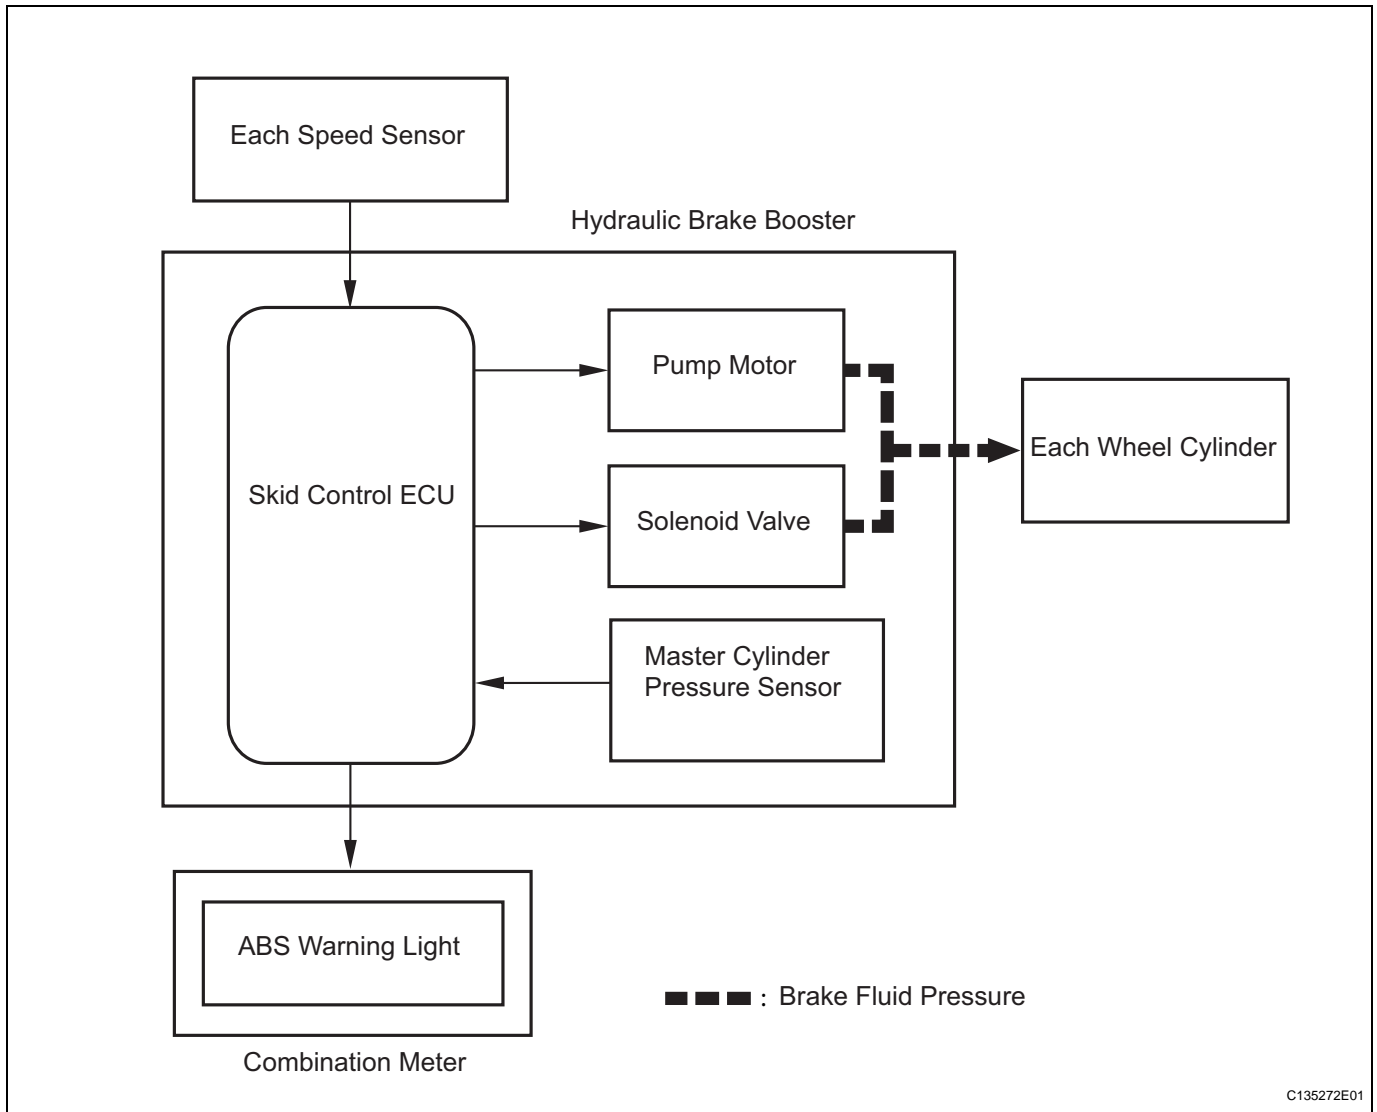 Each Speed Sensor
Hydraulic Brake Booster
Pump Motor
Each Wheel Cylinder
Skid Control ECU
Solenoid Valve
Master Cylinder
Pressure Sensor
ABS Warning Light
: Brake Fluid Pressure
Combination Meter
C135272E01